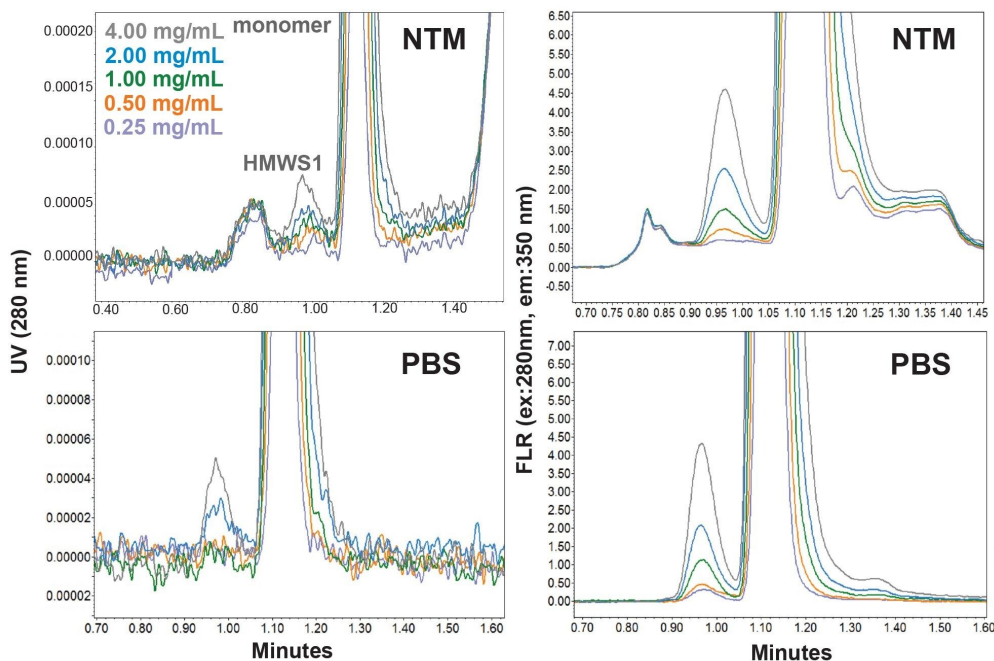 4.00 mg/mL
2.00 mg/mL
1.00 mg/mL
0.50 mg/mL
0.25 mg/mL
monomer
HMWS1
NTM
0.00020
0.00015
0.00010
0.00005
0.00000
0.40 0.60 0.80 1.00 1.20 1.40
NTM
6.50
6.00
5.50
5.00
4.50
4.00
3.50
3.00
2.50
2.00
1.50
1.00
0.50
0.00
-0.50
0.70 0.75 0.80 0.85 0.90 0.95 1.00 1.05 1.10 1.15 1.20 1.25 1.30 1.35 1.40 1.45
UV (280 nm)
FLR (ex:280nm, em:350 nm)
PBS
0.00010
0.00008
0.00006
0.00004
0.00002
0.00000
0.00002
0.70 0.80 0.90 1.00 1.10 1.20 1.30 1.40 1.50 1.60
Minutes
PBS
7.00
6.50
6.00
5.50
5.00
4.50
4.00
3.50
3.00
2.50
2.00
1.50
1.00
0.50
0.00
0.80 0.90 1.00 1.10 1.20 1.30 1.40 1.50 1.60
Minutes